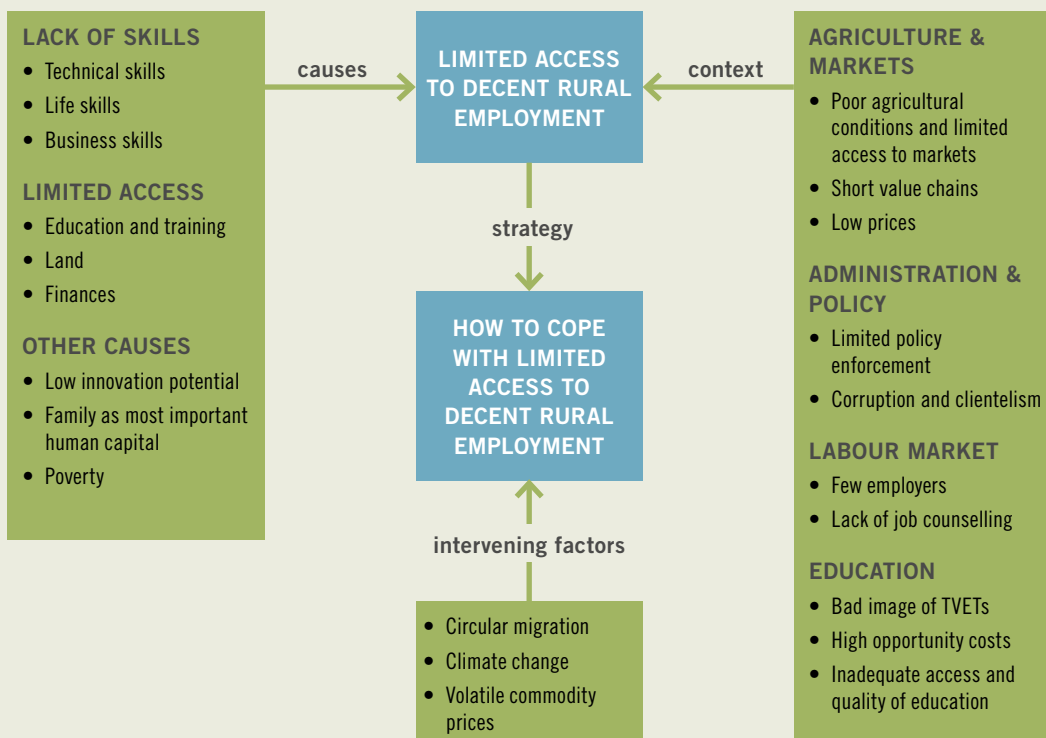 LACK OF SKILLS
• Technical skills
• Life skills
• Business skills
LIMITED ACCESS
• Education and training
• Land
• Finances
OTHER CAUSES
• Low innovation potential
• Family as most important
human capital
• Poverty
causes
LIMITED ACCESS
TO DECENT RURAL
EMPLOYMENT
context
strategy
HOW TO COPE
WITH LIMITED
ACCESS TO
DECENT RURAL
EMPLOYMENT
intervening factors
• Circular migration
• Climate change
• Volatile commodity
prices
AGRICULTURE &
MARKETS
• Poor agricultural
conditions and limited
access to markets
• Short value chains
• Low prices
ADMINISTRATION &
POLICY
• Limited policy
enforcement
• Corruption and clientelism
LABOUR MARKET
• Few employers
• Lack of job counselling
EDUCATION
• Bad image of TVETs
• High opportunity costs
• Inadequate access and
quality of education